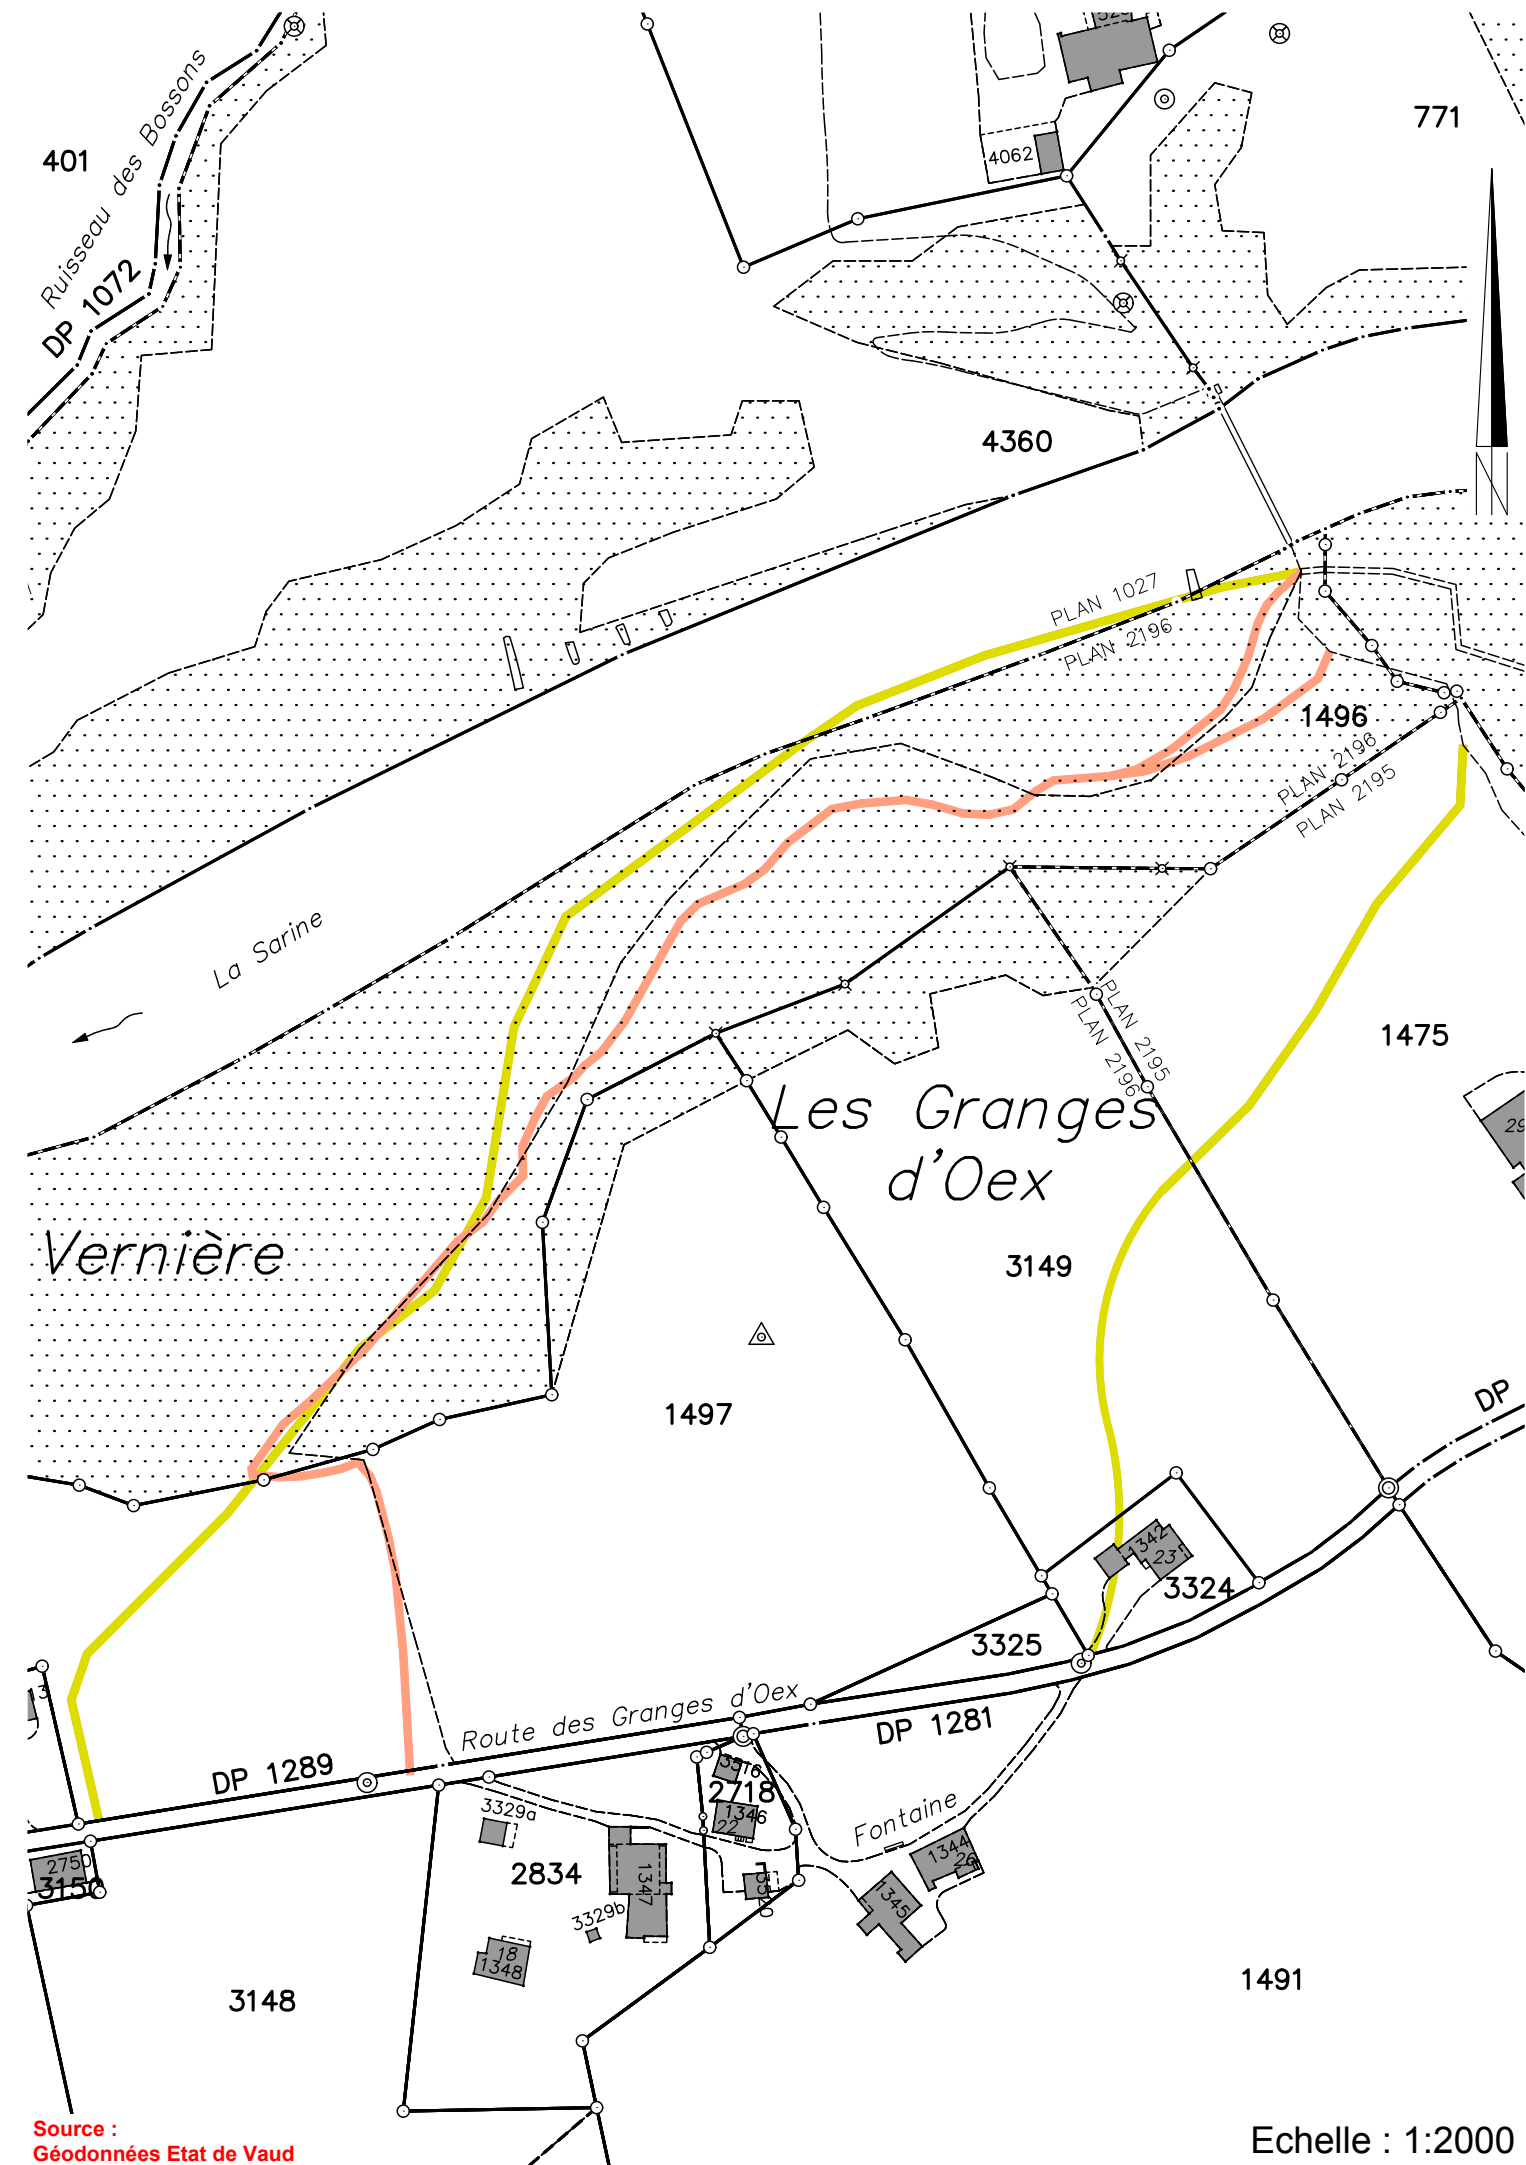 401
Ruisseau des Bossons
DP 1072
4062
771
4360
PLAN 1027
PLAN 2196
1496
PLAN 2196
PLAN 2195
La Sarine
1475
PLAN 2195
PLAN 2196
Les Granges
d'Oex
Vernière
3149
1497
DP
1342
23
3324
3325
Route des Granges d'Oex
DP 1281
DP 1289
3576
2718
1346
22
3329a
2834
1347
3329b
18
1348
Fontaine
1344
26
1345
2750
3150
3148
1491
N
Source :
Géodonnées Etat de Vaud
Echelle : 1:2000